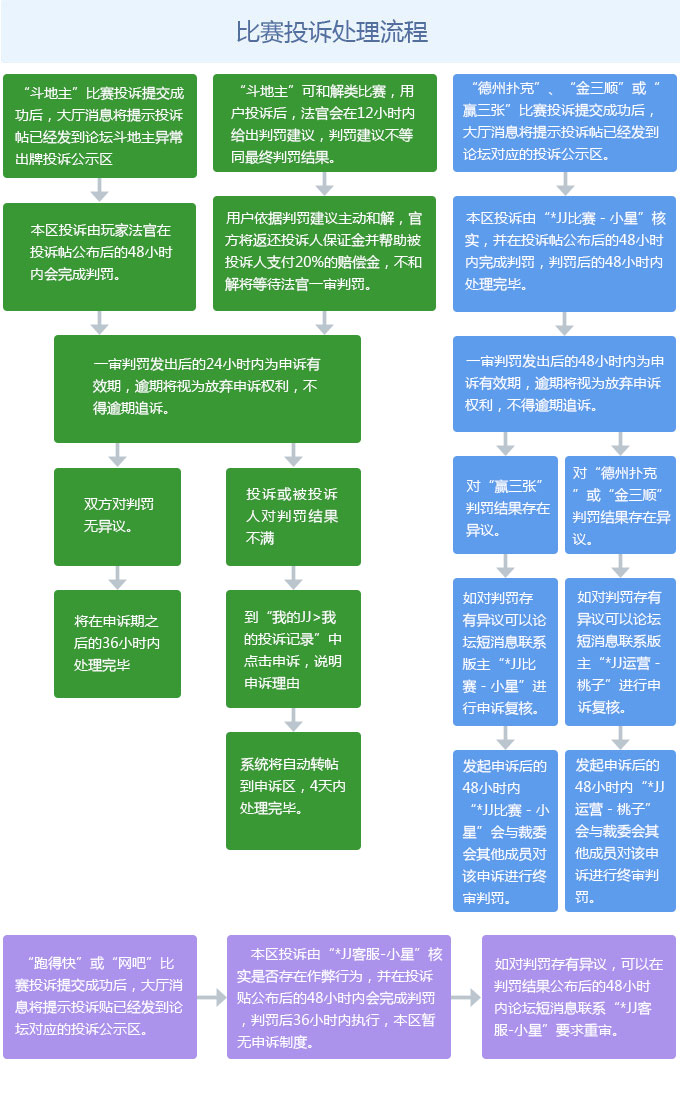 比赛投诉处理流程
“斗地主”比赛投诉提交成
功后，大厅消息将提示投诉
帖已经发到论坛斗地主异常
出牌投诉公示区
“斗地主”可和解类比赛，用
户投诉后，法官会在12小时内
给出判罚建议，判罚建议不等
同最终判罚结果。
“德州扑克”、“金三顺”或“
赢三张”比赛投诉提交成功后，
大厅消息将提示投诉帖已经发到
论坛对应的投诉公示区。
本区投诉由玩家法官在
投诉帖公布后的48小时
内会完成判罚。
用户依据判罚建议主动和解，官
方将返还投诉人保证金并帮助被
投诉人支付20%的赔偿金，不和
解将等待法官一审判罚。
本区投诉由“*JJ比赛－小星”核
实，并在投诉帖公布后的48小时
内完成判罚，判罚后的48小时内
处理完毕。
一审判罚发出后的24小时内为申诉有
效期，逾期将视为放弃申诉权利，不
得逾期追诉。
一审判罚发出后的48小时内为申
诉有效期，逾期将视为放弃申诉
权利，不得逾期追诉。
双方对判罚
无异议。
投诉或被投诉
人对判罚结果
不满
对“赢三张”
判罚结果存在
异议。
对“德州扑克
”或“金三顺”
判罚结果存在异
议。
将在申诉期之
后的36小时内
处理完毕
到“我的JJ>我
的投诉记录”中
点击申诉，说明
申诉理由
如对判罚存
有异议可以论
坛短消息联系
版主“*JJ比
赛－小星”进
行申诉复核。
如对判罚存有
异议可以论坛
短消息联系版
主“*JJ运营－
桃子”进行申
诉复核。
系统将自动转帖
到申诉区，4天内
处理完毕。
发起申诉后的
48小时内
“*JJ比赛－小
星”会与裁委
会其他成员对
该申诉进行终
审判罚。
发起申诉后的
48小时内“*JJ
运营－桃子”
会与裁委会其
他成员对该申
诉进行终审判
罚。
“跑得快”或“网吧”比
赛投诉提交成功后，大厅消
息将提示投诉贴已经发到论
坛对应的投诉公示区。
本区投诉由“*JJ客服-小星”核
实是否存在作弊行为，并在投诉
贴公布后的48小时内会完成判罚
，判罚后36小时内执行，本区暂
无申诉制度。
如对判罚存有异议，可以在
判罚结果公布后的48小时
内论坛短消息联系“*JJ客
服-小星”要求重审。